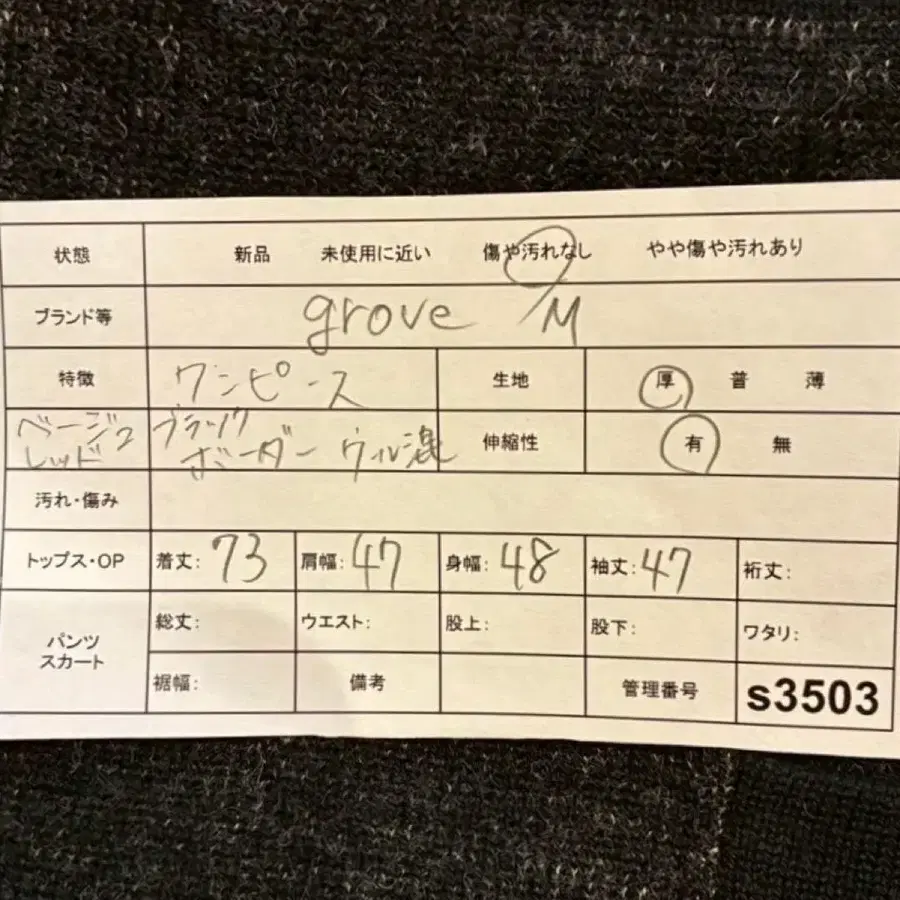 状態 新品 未使用に近い 傷や汚れなし やや傷や汚れあり
ブランド等 grove /M
特徴 ワンピース 生地 厚 普 薄
ベージュ ブラック
レッド ボーダー ウール混 伸縮性 有 無
汚れ・傷み
トップス・OP 着丈: 73 肩幅: 47 身幅: 48 袖丈: 47 裄丈:
パンツ スカート 総丈: ウエスト: 股上: 股下: ワタリ:
裾幅: 備考 管理番号 s3503